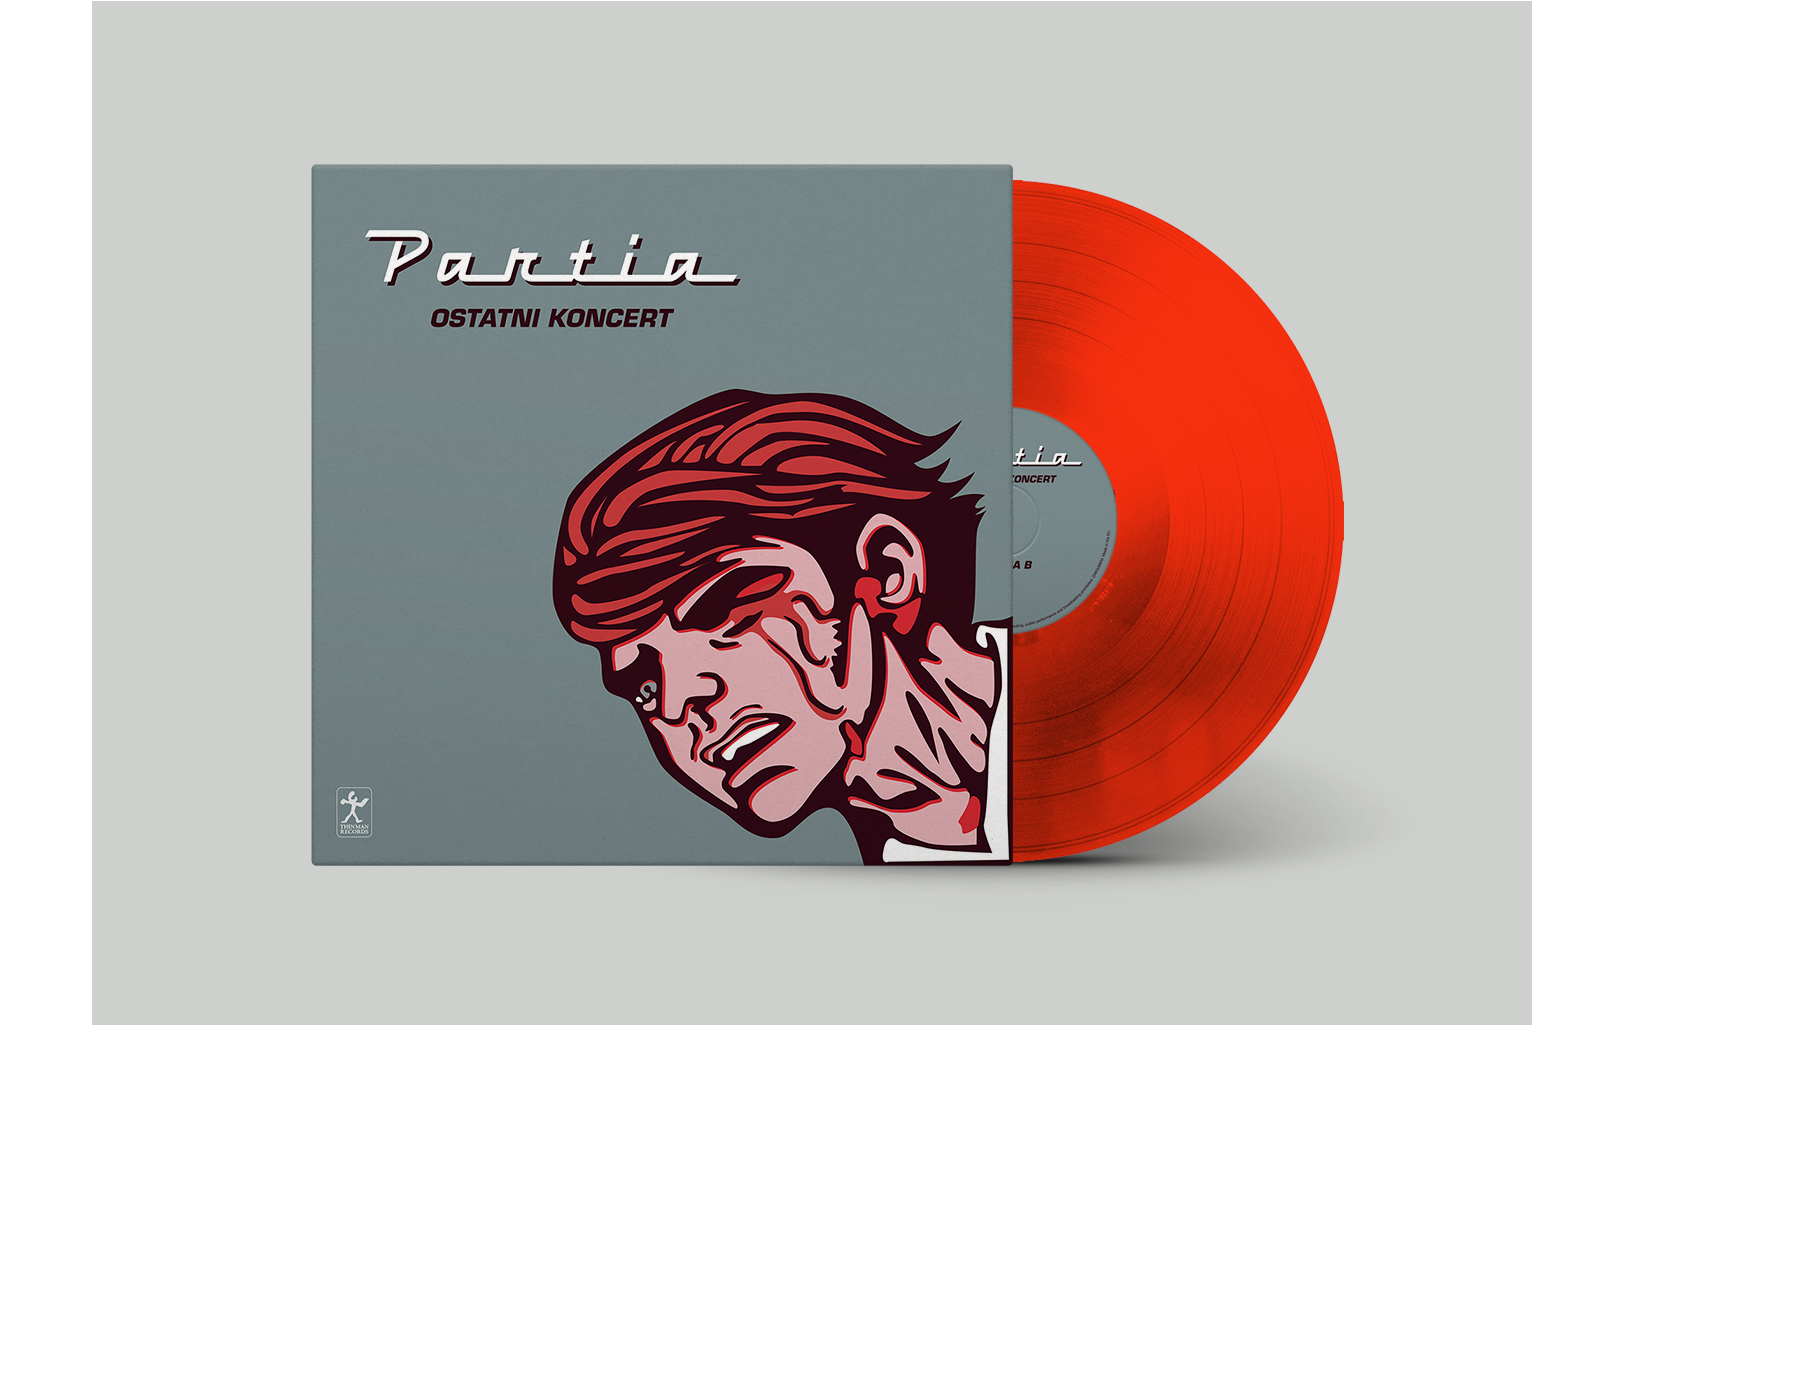 Partia
OSTATNI KONCERT
THINMAN
RECORDS
tia
KONCERT
A B